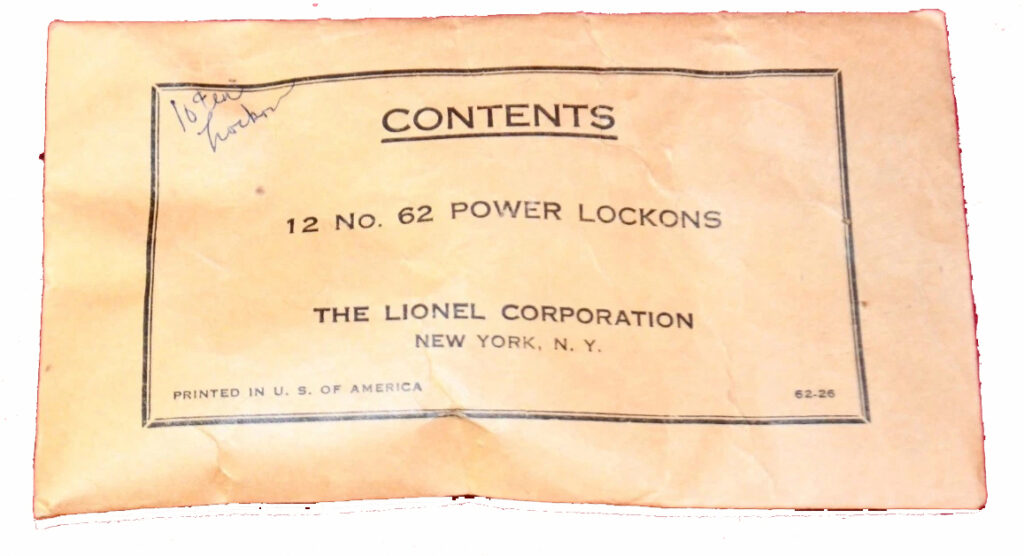 CONTENTS
12 No. 62 POWER LOCKONS
THE LIONEL CORPORATION
NEW YORK, N. Y.
PRINTED IN U. S. OF AMERICA
62-26